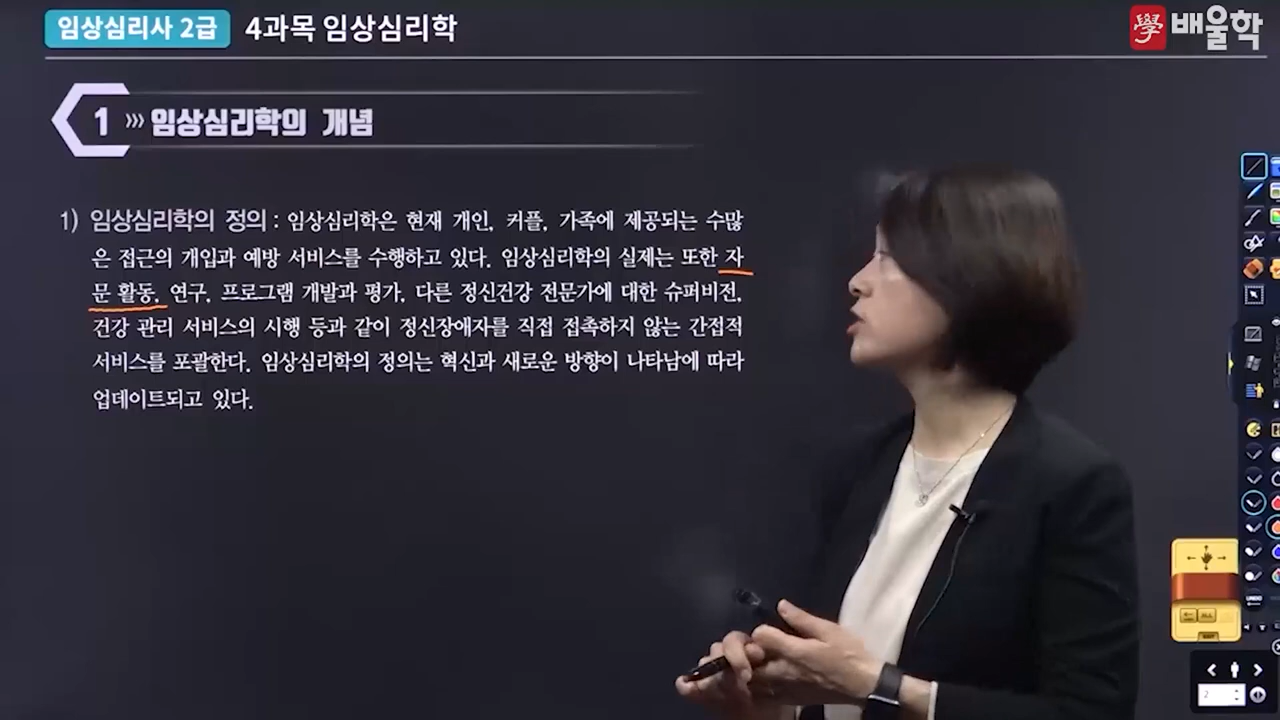 임상심리사 2급 4과목 임상심리학
學 배울학
1 임상심리학의 개념
1) 임상심리학의 정의 : 임상심리학은 현재 개인, 커플, 가족에 제공되는 수많
은 접근의 개입과 예방 서비스를 수행하고 있다. 임상심리학의 실제는 또한 자
문 활동, 연구, 프로그램 개발과 평가, 다른 정신건강 전문가에 대한 슈퍼비전,
건강 관리 서비스의 시행 등과 같이 정신장애자를 직접 접촉하지 않는 간접적
서비스를 포괄한다. 임상심리학의 정의는 혁신과 새로운 방향이 나타남에 따라
업데이트되고 있다.
ALL
UNDO
2